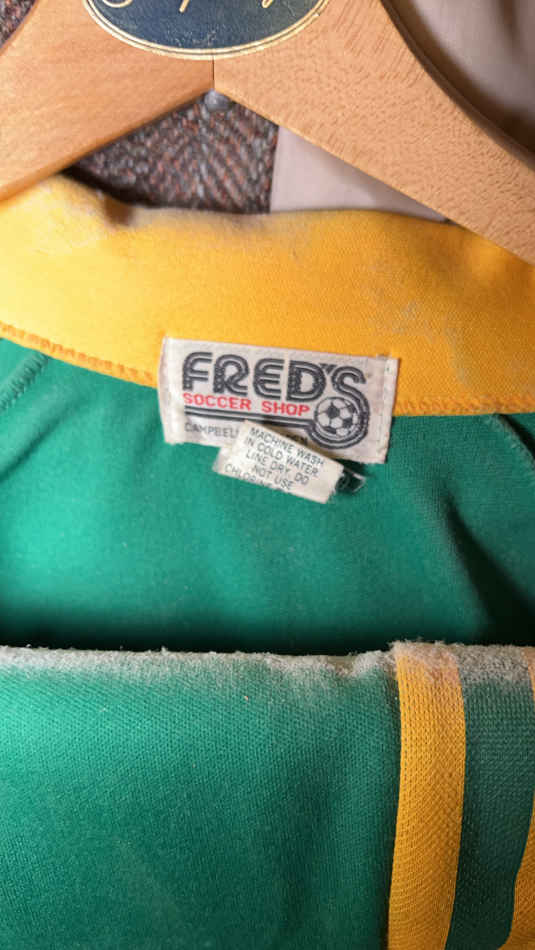 FRED'S
SOCCER SHOP
MACHINE WASH
IN COLD WATER
LINE DRY. DO
NOT USE